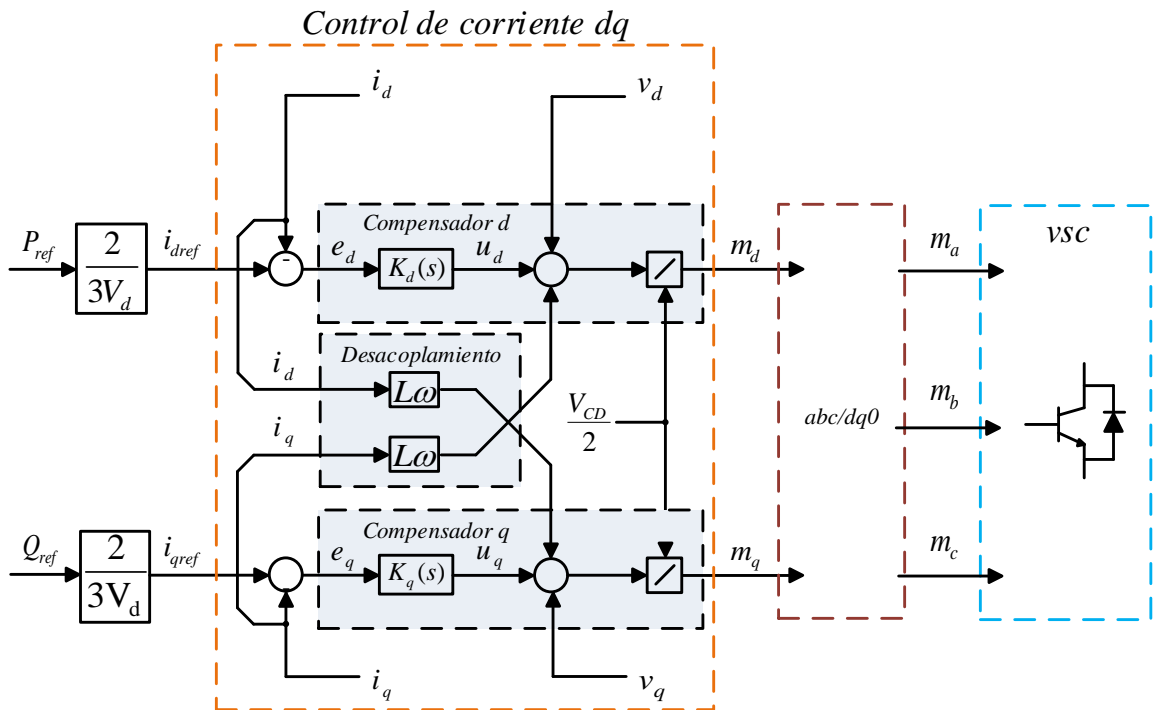 Control de corriente dq
i_d
v_d
Compensador d
vsc
P_ref
2
3V_d
i_dref
-
e_d
K_d(s)
u_d
m_d
m_a
Desacoplamiento
i_d
Lω
V_CD
2
abc/dq0
m_b
i_q
Lω
Compensador q
Q_ref
2
3V_d
i_qref
e_q
K_q(s)
u_q
m_q
m_c
i_q
v_q